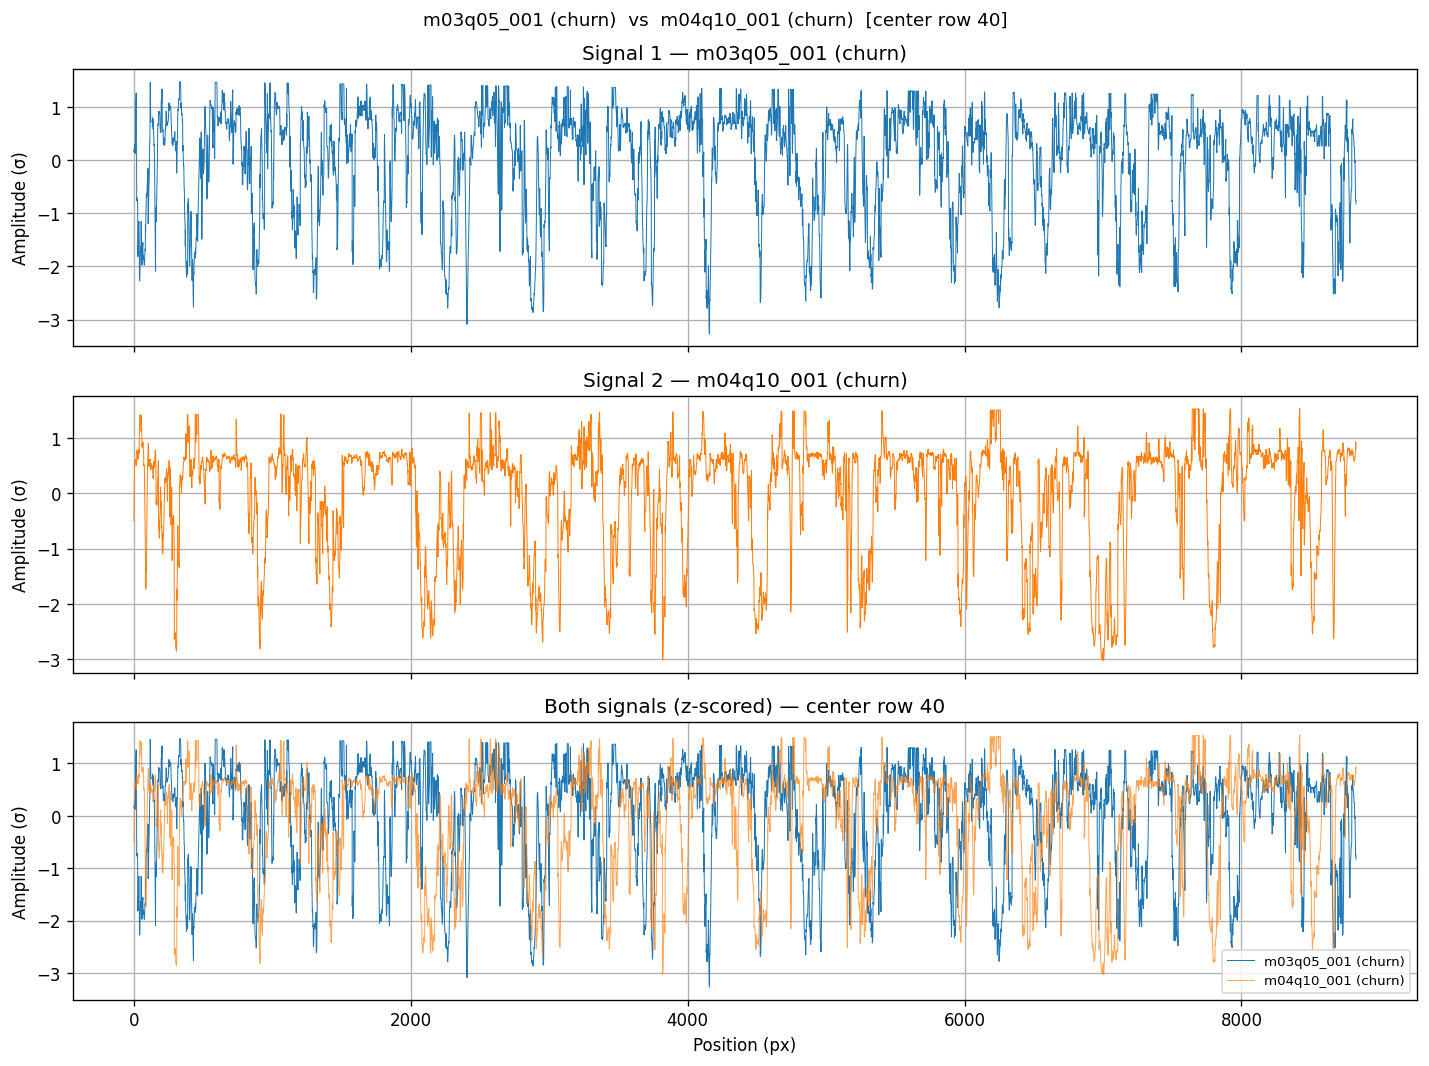 m03q05_001 (churn)  vs  m04q10_001 (churn)  [center row 40]
Signal 1 — m03q05_001 (churn)
Amplitude (σ)
1
0
−1
−2
−3
Signal 2 — m04q10_001 (churn)
Amplitude (σ)
1
0
−1
−2
−3
Both signals (z-scored) — center row 40
Amplitude (σ)
1
0
−1
−2
−3
m03q05_001 (churn)
m04q10_001 (churn)
0 2000 4000 6000 8000
Position (px)